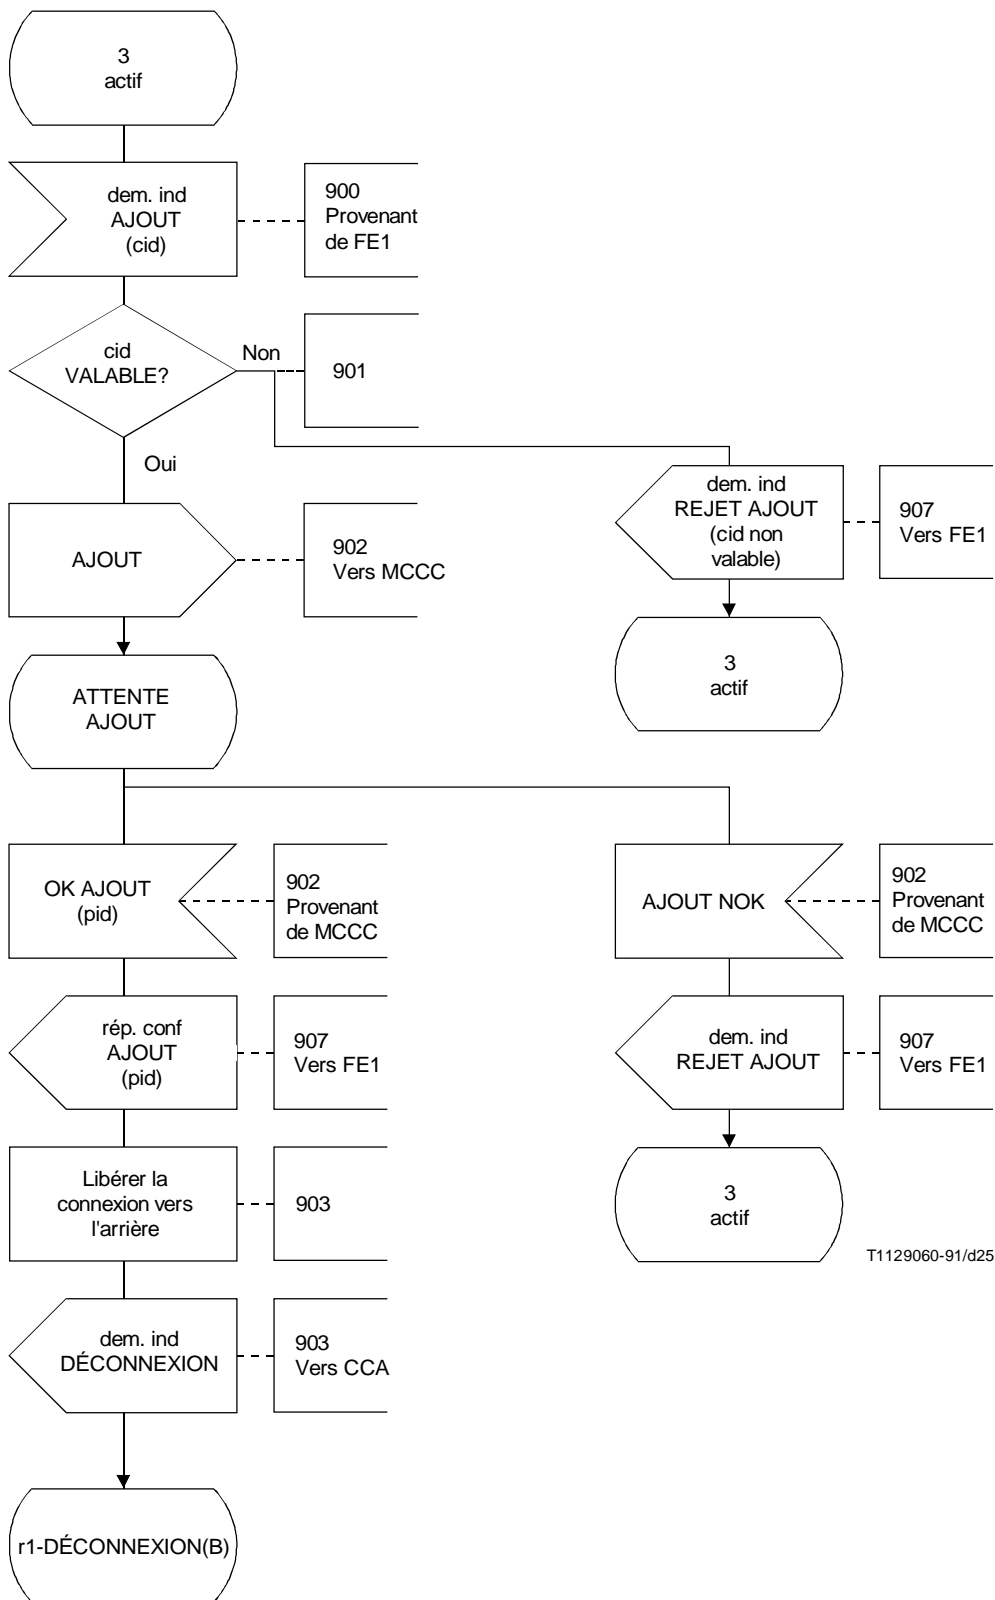 3
actif
dem. ind
AJOUT
(cid)
900
Provenant
de FE1
cid
VALABLE?
Non
901
Oui
dem. ind
REJET AJOUT
(cid non
valable)
907
Vers FE1
AJOUT
902
Vers MCCC
3
actif
ATTENTE
AJOUT
OK AJOUT
(pid)
902
Provenant
de MCCC
AJOUT NOK
902
Provenant
de MCCC
rép. conf
AJOUT
(pid)
907
Vers FE1
dem. ind
REJET AJOUT
907
Vers FE1
Libérer la
connexion vers
l'arrière
903
3
actif
T1129060-91/d25
dem. ind
DÉCONNEXION
903
Vers CCA
r1-DÉCONNEXION(B)